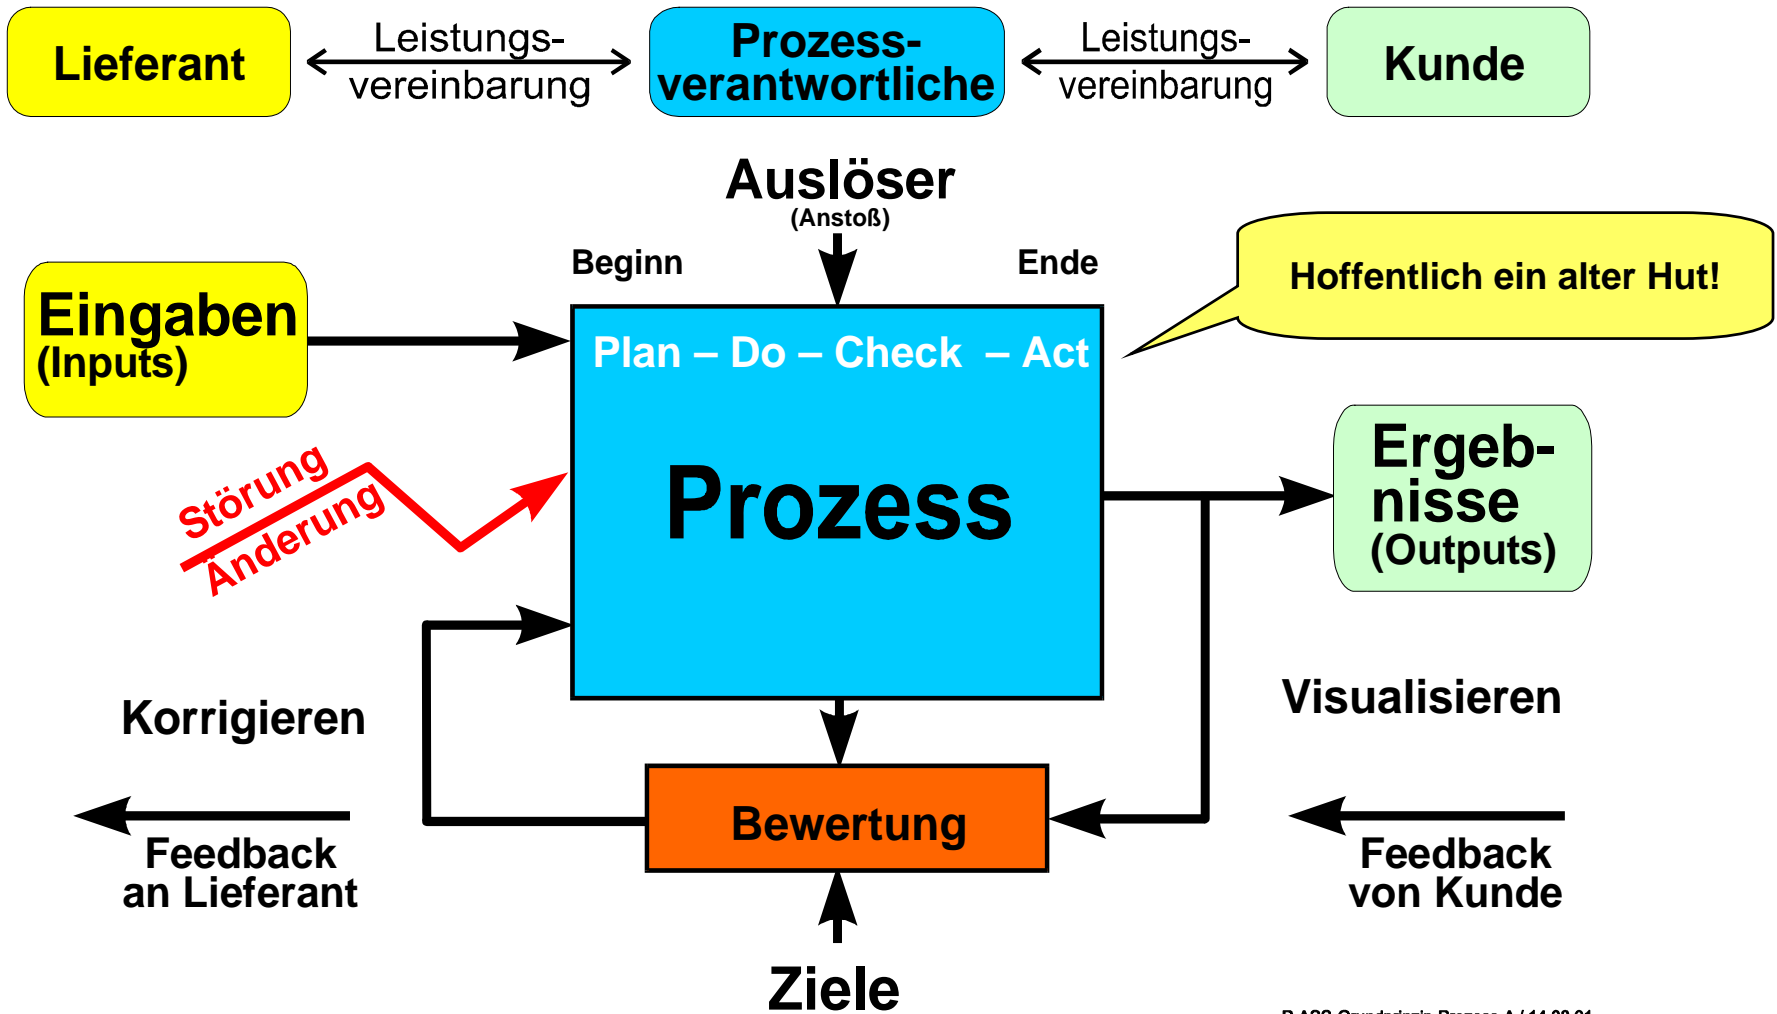 Lieferant
Leistungs-
vereinbarung
Prozess-
verantwortliche
Leistungs-
vereinbarung
Kunde
Auslöser
(Anstoß)
Beginn
Ende
Hoffentlich ein alter Hut!
Eingaben
(Inputs)
Plan – Do – Check – Act
Störung
Änderung
Prozess
Ergeb-
nisse
(Outputs)
Korrigieren
Visualisieren
Bewertung
Feedback
an Lieferant
Feedback
von Kunde
Ziele